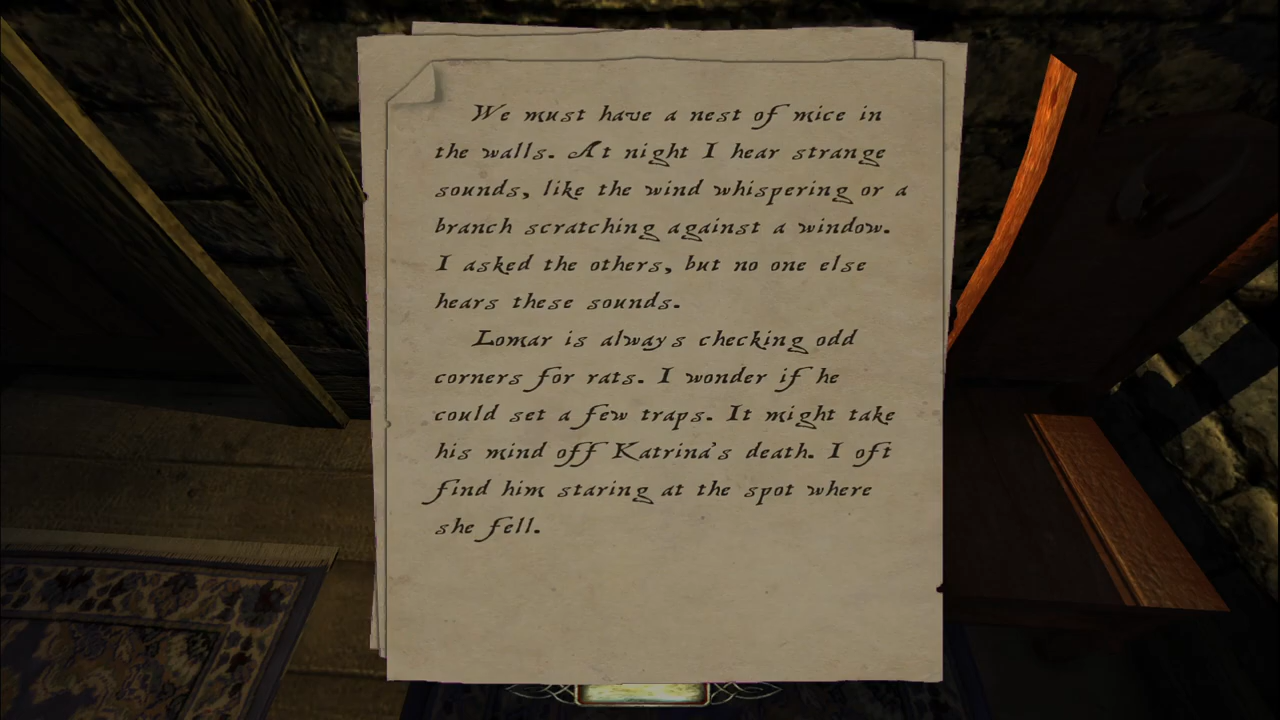 We must have a nest of mice in
the walls. At night I hear strange
sounds, like the wind whispering or a
branch scratching against a window.
I asked the others, but no one else
hears these sounds.
Lomar is always checking odd
corners for rats. I wonder if he
could set a few traps. It might take
his mind off Katrina's death. I oft
find him staring at the spot where
she fell.